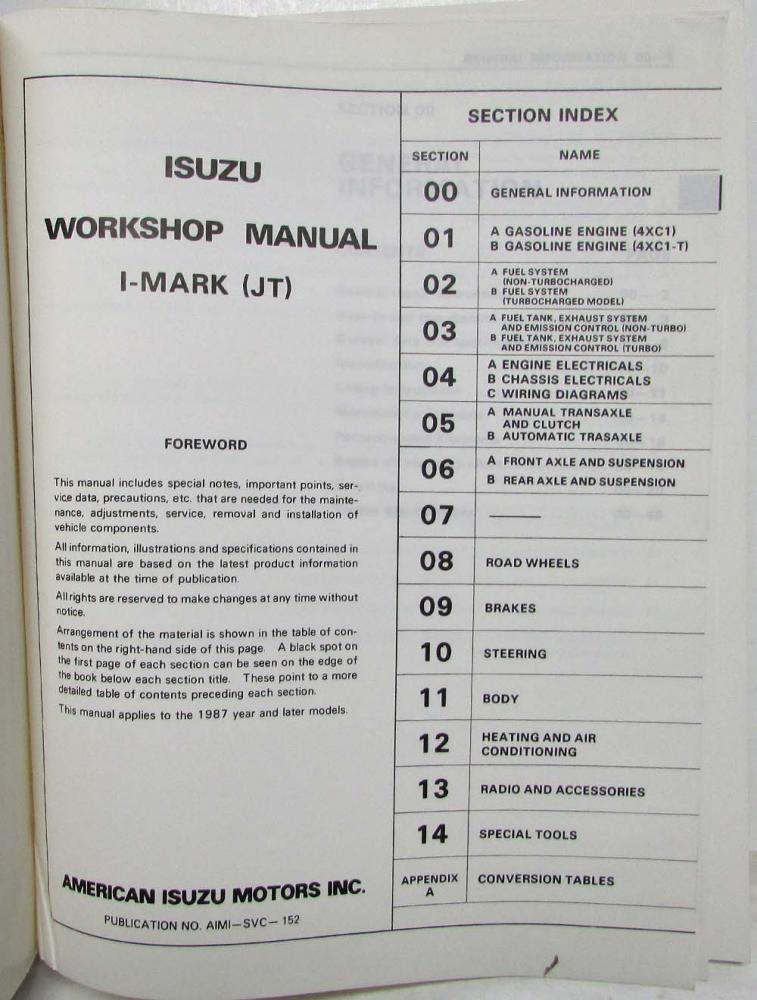 ISUZU
WORKSHOP MANUAL
I-MARK (JT)
FOREWORD
This manual includes special notes, important points, ser-
vice data, precautions, etc. that are needed for the mainte-
nance, adjustments, service, removal and installation of
vehicle components.
All information, illustrations and specifications contained in
this manual are based on the latest product information
available at the time of publication.
All rights are reserved to make changes at any time without
notice.
Arrangement of the material is shown in the table of con-
tents on the right-hand side of this page. A black spot on
the first page of each section can be seen on the edge of
the book below each section title. These point to a more
detailed table of contents preceding each section.
This manual applies to the 1987 year and later models.
AMERICAN ISUZU MOTORS INC.
PUBLICATION NO. AIMI-SVC-152
SECTION INDEX
SECTION NAME
00 GENERAL INFORMATION
01 A GASOLINE ENGINE (4XC1)
B GASOLINE ENGINE (4XC1-T)
02 A FUEL SYSTEM
(NON-TURBOCHARGED)
B FUEL SYSTEM
(TURBOCHARGED MODEL)
03 A FUEL TANK, EXHAUST SYSTEM
AND EMISSION CONTROL (NON-TURBO)
B FUEL TANK, EXHAUST SYSTEM
AND EMISSION CONTROL (TURBO)
04 A ENGINE ELECTRICALS
B CHASSIS ELECTRICALS
C WIRING DIAGRAMS
05 A MANUAL TRANSAXLE
AND CLUTCH
B AUTOMATIC TRASAXLE
06 A FRONT AXLE AND SUSPENSION
B REAR AXLE AND SUSPENSION
07 ———
08 ROAD WHEELS
09 BRAKES
10 STEERING
11 BODY
12 HEATING AND AIR
CONDITIONING
13 RADIO AND ACCESSORIES
14 SPECIAL TOOLS
APPENDIX
A CONVERSION TABLES